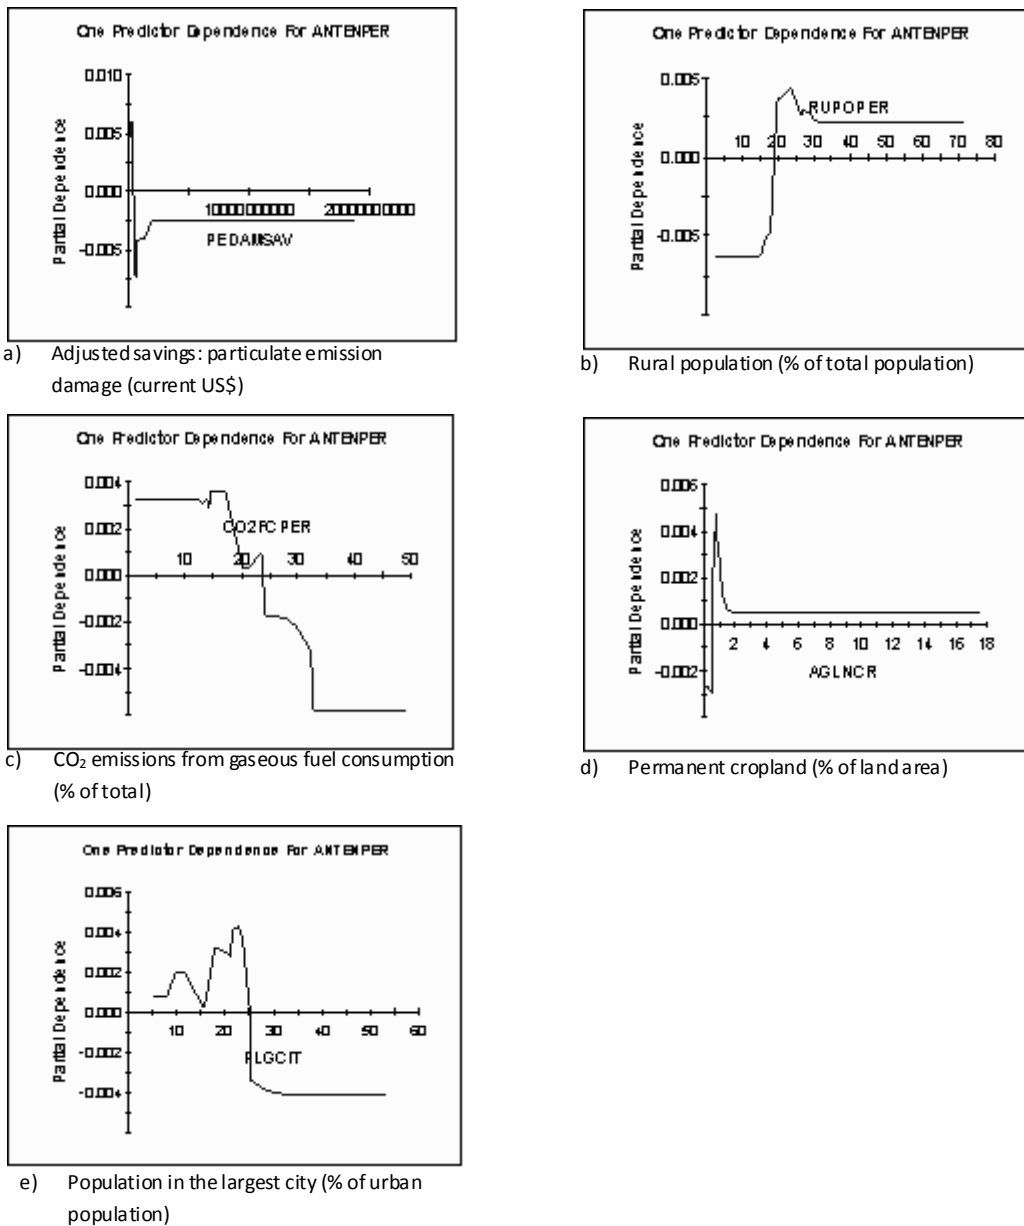 One Predictor Dependence For ANTENPER
0.010
0.005
0.000
-0.005
Partial Dependence
10000000000
20000000000
PEDAMSAV
a) Adjusted savings: particulate emission
damage (current US$)
One Predictor Dependence For ANTENPER
0.005
0.000
-0.005
Partial Dependence
RUPOPER
10 20 30 40 50 60 70 80
b) Rural population (% of total population)
One Predictor Dependence For ANTENPER
0.004
0.002
0.000
-0.002
-0.004
Partial Dependence
CO2FCPER
10 20 30 40 50
c) CO₂ emissions from gaseous fuel consumption
(% of total)
One Predictor Dependence For ANTENPER
0.006
0.004
0.002
0.000
-0.002
Partial Dependence
2 4 6 8 10 12 14 16 18
AGLNCR
d) Permanent cropland (% of land area)
One Predictor Dependence For ANTENPER
0.006
0.004
0.002
0.000
-0.002
-0.004
Partial Dependence
10 20 30 40 50 60
PLGCIT
e) Population in the largest city (% of urban
population)